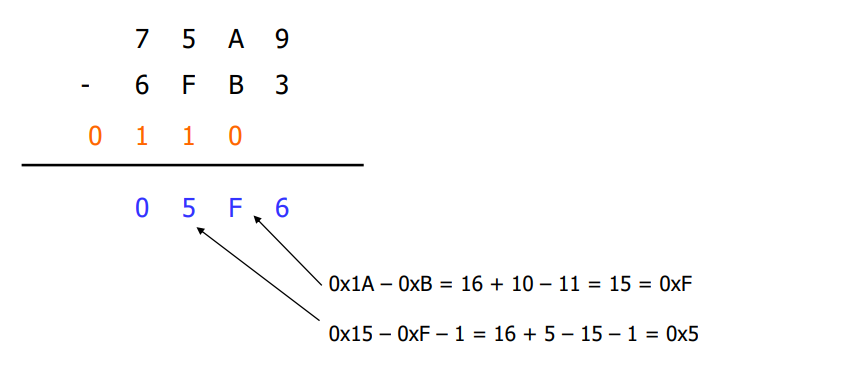 7 5 A 9
- 6 F B 3
0 1 1 0
0 5 F 6
0x1A – 0xB = 16 + 10 – 11 = 15 = 0xF
0x15 – 0xF – 1 = 16 + 5 – 15 – 1 = 0x5